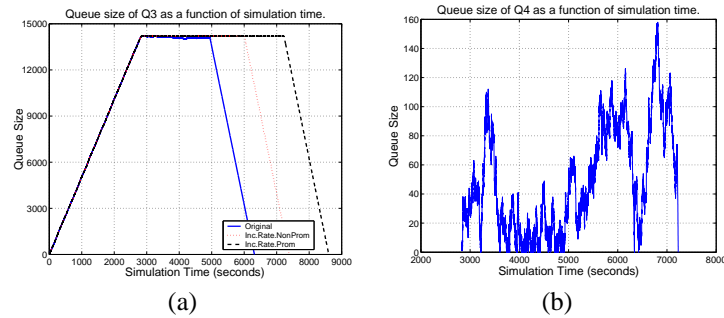 Queue size of Q3 as a function of simulation time.
15000
12000
9000
6000
3000
0
Queue Size
0 1000 2000 3000 4000 5000 6000 7000 8000 9000
Simulation Time (seconds)
Original
Inc.Rate.NonProm
Inc.Rate.Prom
(a)
Queue size of Q4 as a function of simulation time.
160
140
120
100
80
60
40
20
0
Queue Size
2000 3000 4000 5000 6000 7000 8000
Simulation Time (seconds)
(b)